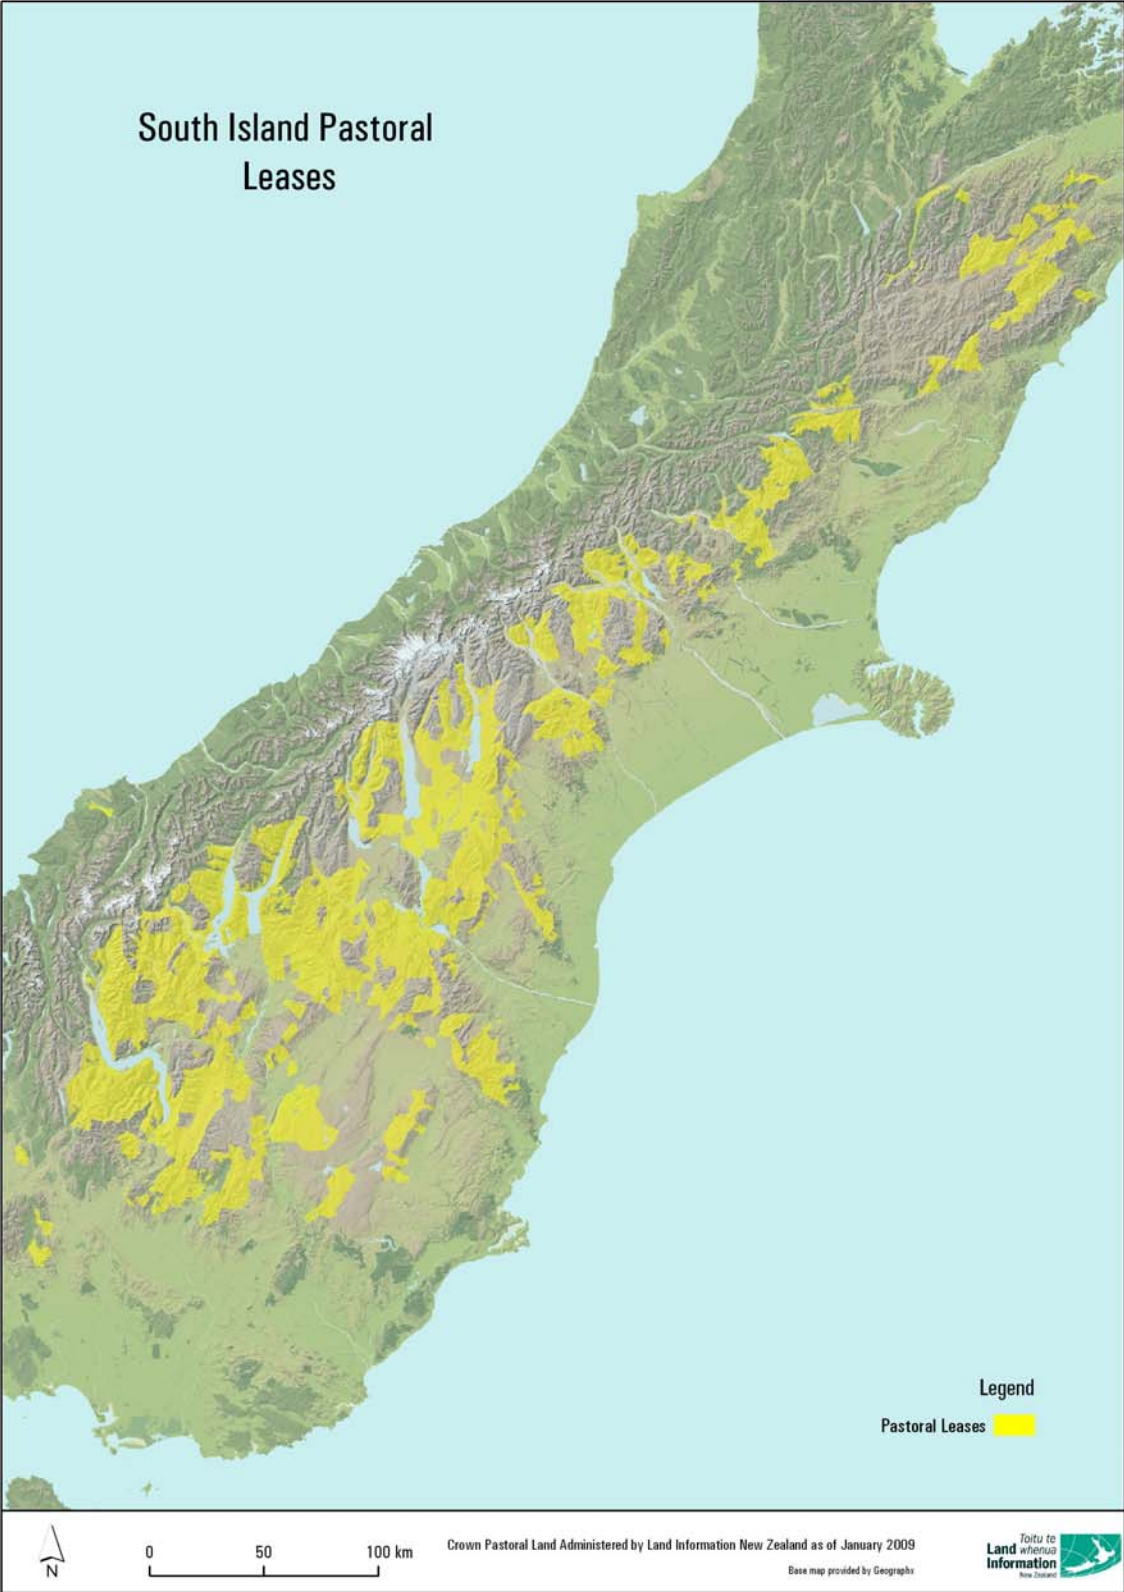 South Island Pastoral
Leases
Legend
Pastoral Leases
N
0 50 100 km
Crown Pastoral Land Administered by Land Information New Zealand as of January 2009
Base map provided by Geographx
Toitu te
Land whenua
Information
New Zealand